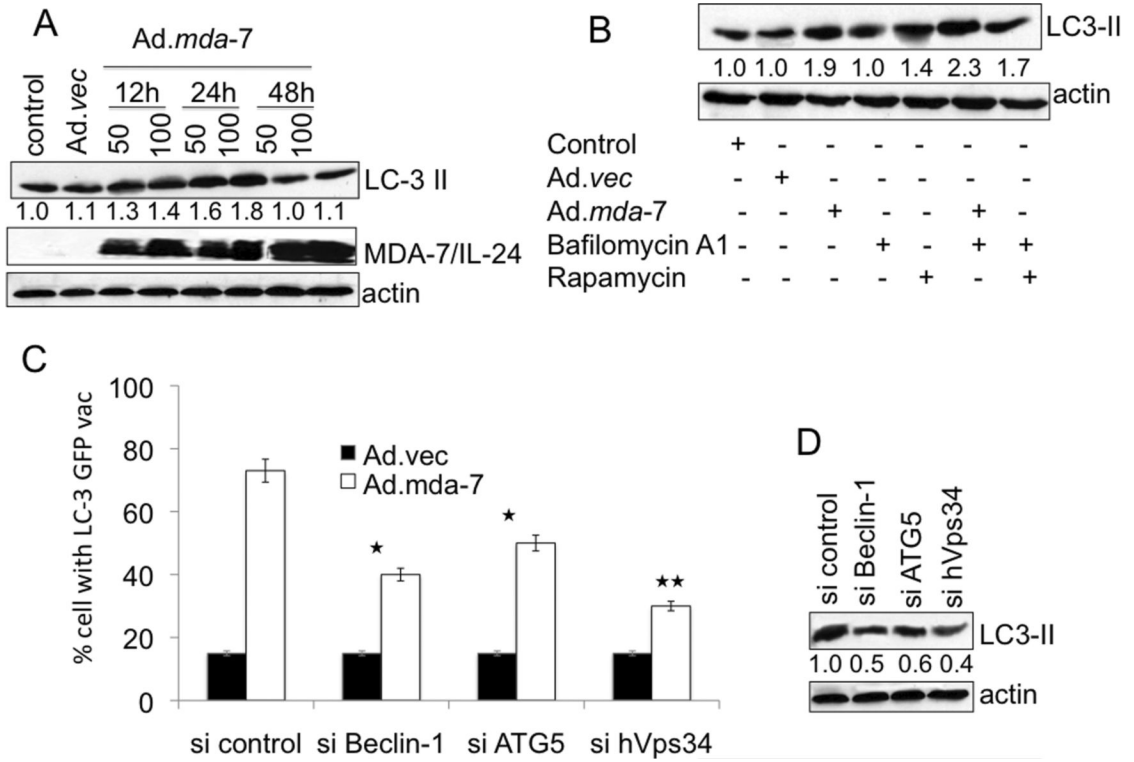 A
Ad.mda-7
control
Ad.vec
12h 24h 48h
50 100 50 100 50 100
LC-3 II
1.0 1.1 1.3 1.4 1.6 1.8 1.0 1.1
MDA-7/IL-24
actin
B
LC3-II
1.0 1.0 1.9 1.0 1.4 2.3 1.7
actin
Control + - - - - - -
Ad.vec - + - - - - -
Ad.mda-7 - - + - - + -
Bafilomycin A1 - - - + - + +
Rapamycin - - - - + - +
C
% cell with LC-3 GFP vac
100
80
60
40
20
0
Ad.vec
Ad.mda-7
★
★
★★
si control si Beclin-1 si ATG5 si hVps34
D
si control
si Beclin-1
si ATG5
si hVps34
LC3-II
1.0 0.5 0.6 0.4
actin